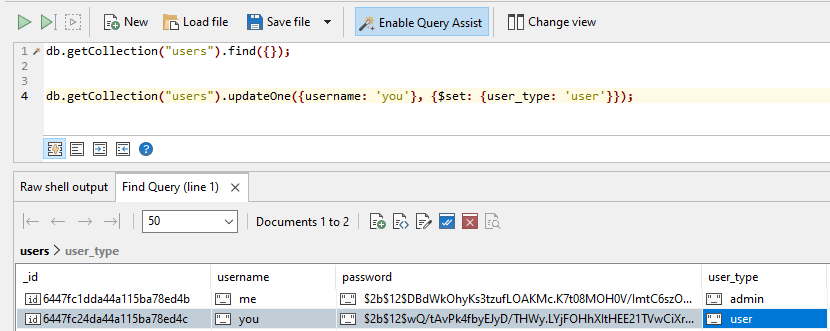 New Load file Save file Enable Query Assist Change view
1 db.getCollection("users").find({});
2
3
4 db.getCollection("users").updateOne({username: 'you'}, {$set: {user_type: 'user'}});
Raw shell output Find Query (line 1)
50 Documents 1 to 2
users > user_type
_id username password user_type
id 6447fc1dda44a115ba78ed4b me $2b$12$DBdWkOhyKs3tzufLOAKMc.K7t08MOH0V/ImtC6szO... admin
id 6447fc24da44a115ba78ed4c you $2b$12$wQ/tAvPk4fbyEJyD/THWy.LYjFOHhXItHEE21TVwCiXr... user